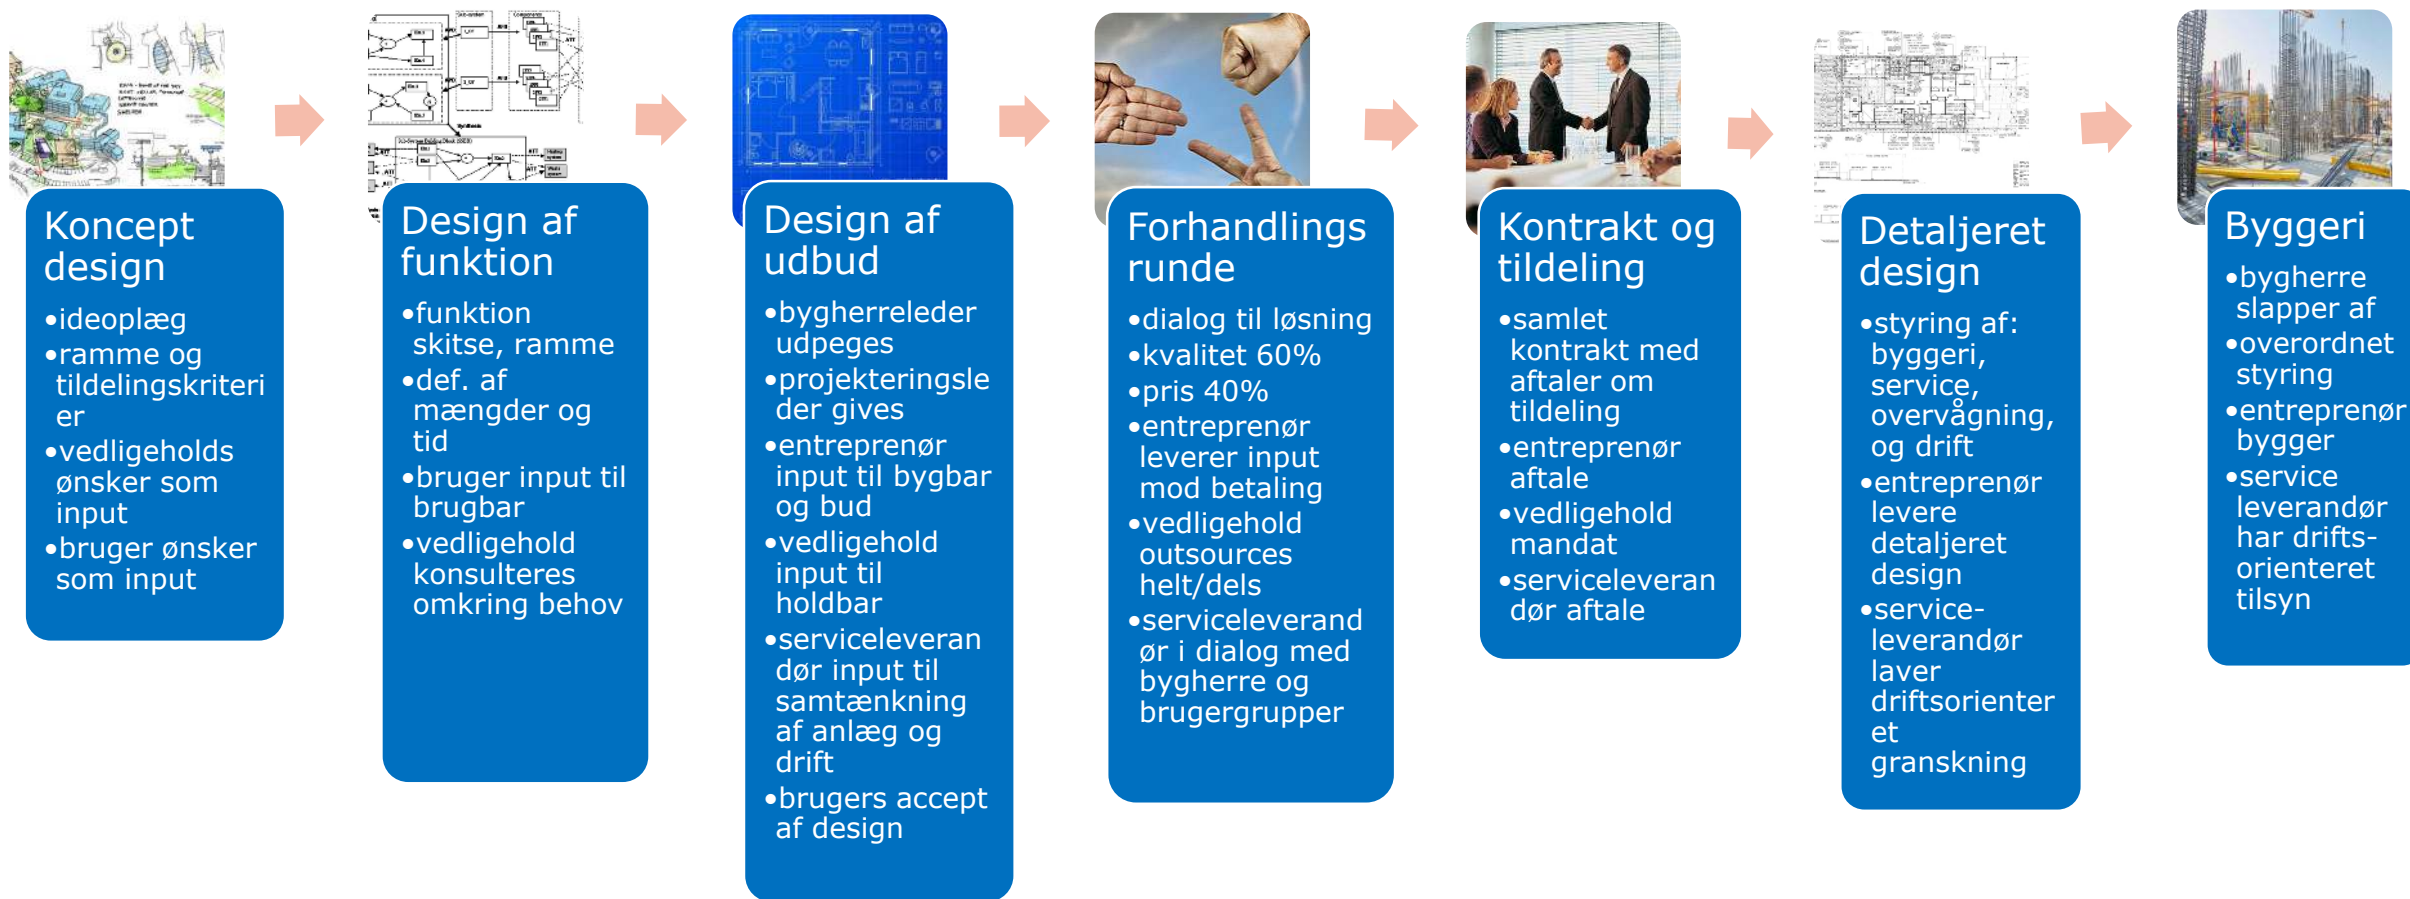 Koncept
design
•ideoplæg
•ramme og
tildelingskriteri
er
•vedligeholds
ønsker som
input
•bruger ønsker
som input
Design af
funktion
•funktion
skitse, ramme
•def. af
mængder og
tid
•bruger input til
brugbar
•vedligehold
konsulteres
omkring behov
Design af
udbud
•bygherreleder
udpeges
•projekteringsle
der gives
•entreprenør
input til bygbar
og bud
•vedligehold
input til
holdbar
•serviceleveran
dør input til
samtænkning
af anlæg og
drift
•brugers accept
af design
Forhandlings
runde
•dialog til løsning
•kvalitet 60%
•pris 40%
•entreprenør
leverer input
mod betaling
•vedligehold
outsources
helt/dels
•serviceleverand
ør i dialog med
bygherre og
brugergrupper
Kontrakt og
tildeling
•samlet
kontrakt med
aftaler om
tildeling
•entreprenør
aftale
•vedligehold
mandat
•serviceleveran
dør aftale
Detaljeret
design
•styring af:
byggeri,
service,
overvågning,
og drift
•entreprenør
levere
detaljeret
design
•service-
leverandør
laver
driftsorienter
et
granskning
Byggeri
•bygherre
slapper af
•overordnet
styring
•entreprenør
bygger
•service
leverandør
har drifts-
orienteret
tilsyn